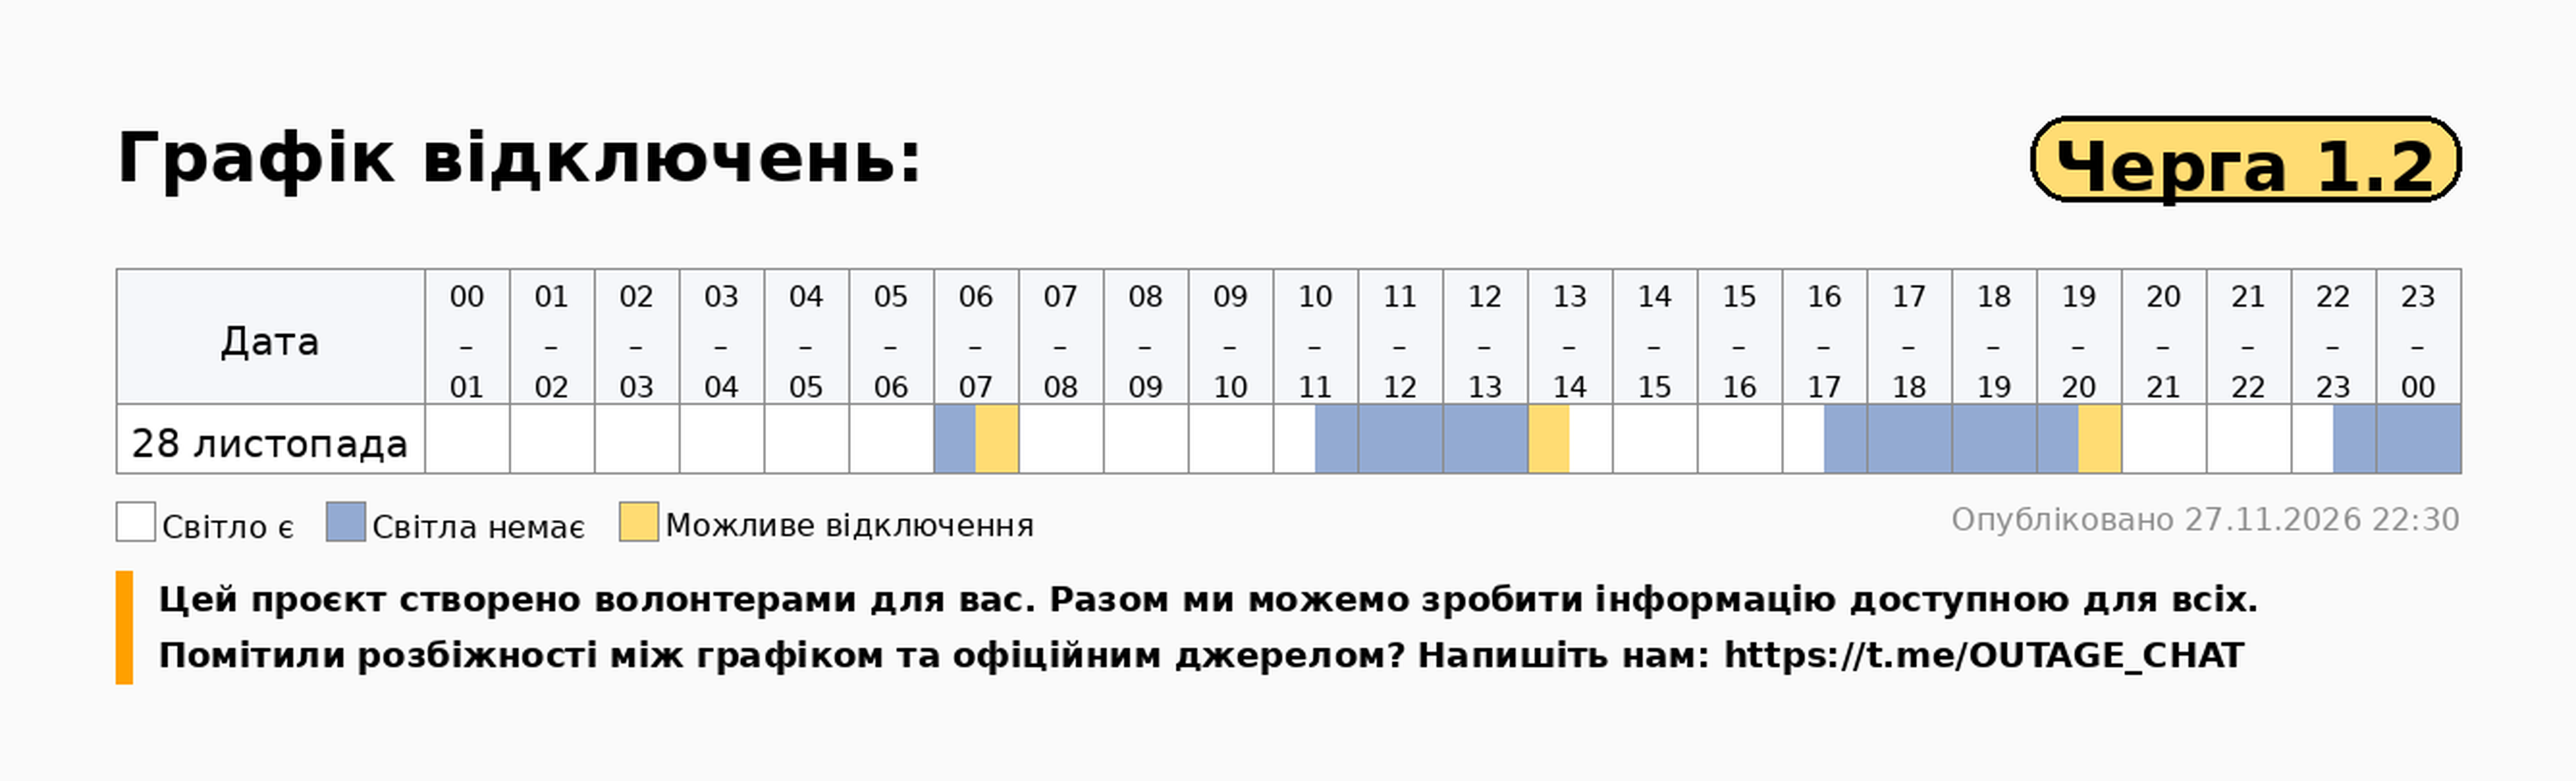 Графік відключень:
Черга 1.2
Дата
00 – 01
01 – 02
02 – 03
03 – 04
04 – 05
05 – 06
06 – 07
07 – 08
08 – 09
09 – 10
10 – 11
11 – 12
12 – 13
13 – 14
14 – 15
15 – 16
16 – 17
17 – 18
18 – 19
19 – 20
20 – 21
21 – 22
22 – 23
23 – 00
28 листопада
Світло є
Світла немає
Можливе відключення
Опубліковано 27.11.2026 22:30
Цей проєкт створено волонтерами для вас. Разом ми можемо зробити інформацію доступною для всіх.
Помітили розбіжності між графіком та офіційним джерелом? Напишіть нам: https://t.me/OUTAGE_CHAT